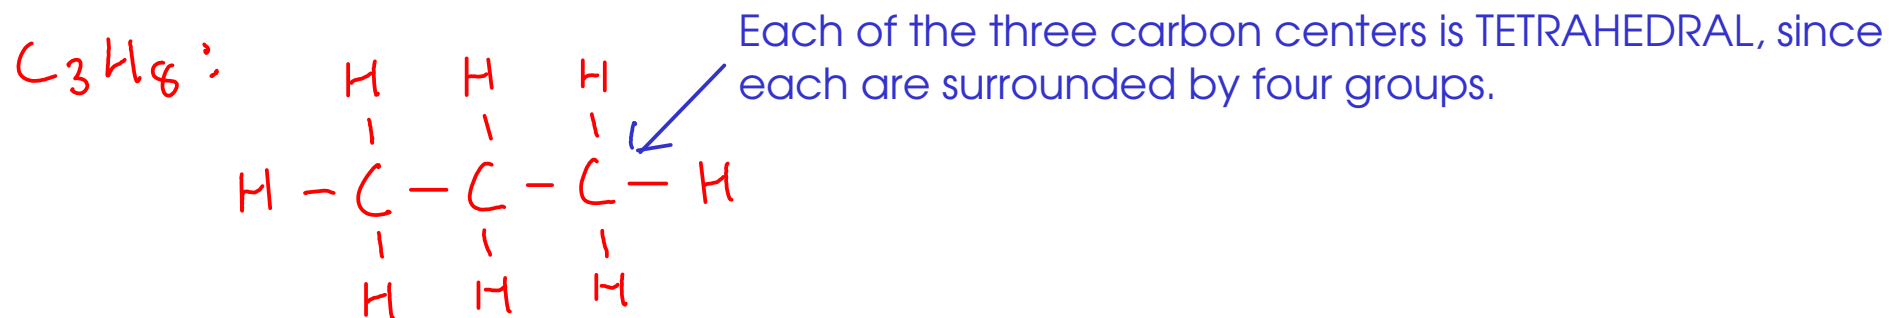 Each of the three carbon centers is TETRAHEDRAL, since
each are surrounded by four groups.
C3H8:
H H H
H - C - C - C - H
H H H